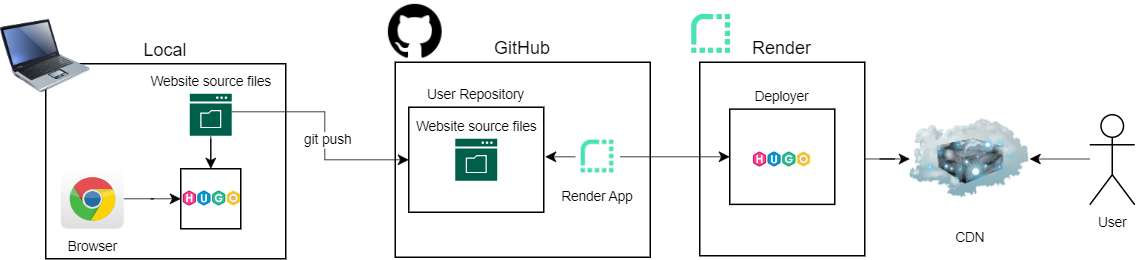 Local
Website source files
HUGO
Browser
git push
GitHub
User Repository
Website source files
Render App
Render
Deployer
HUGO
CDN
User